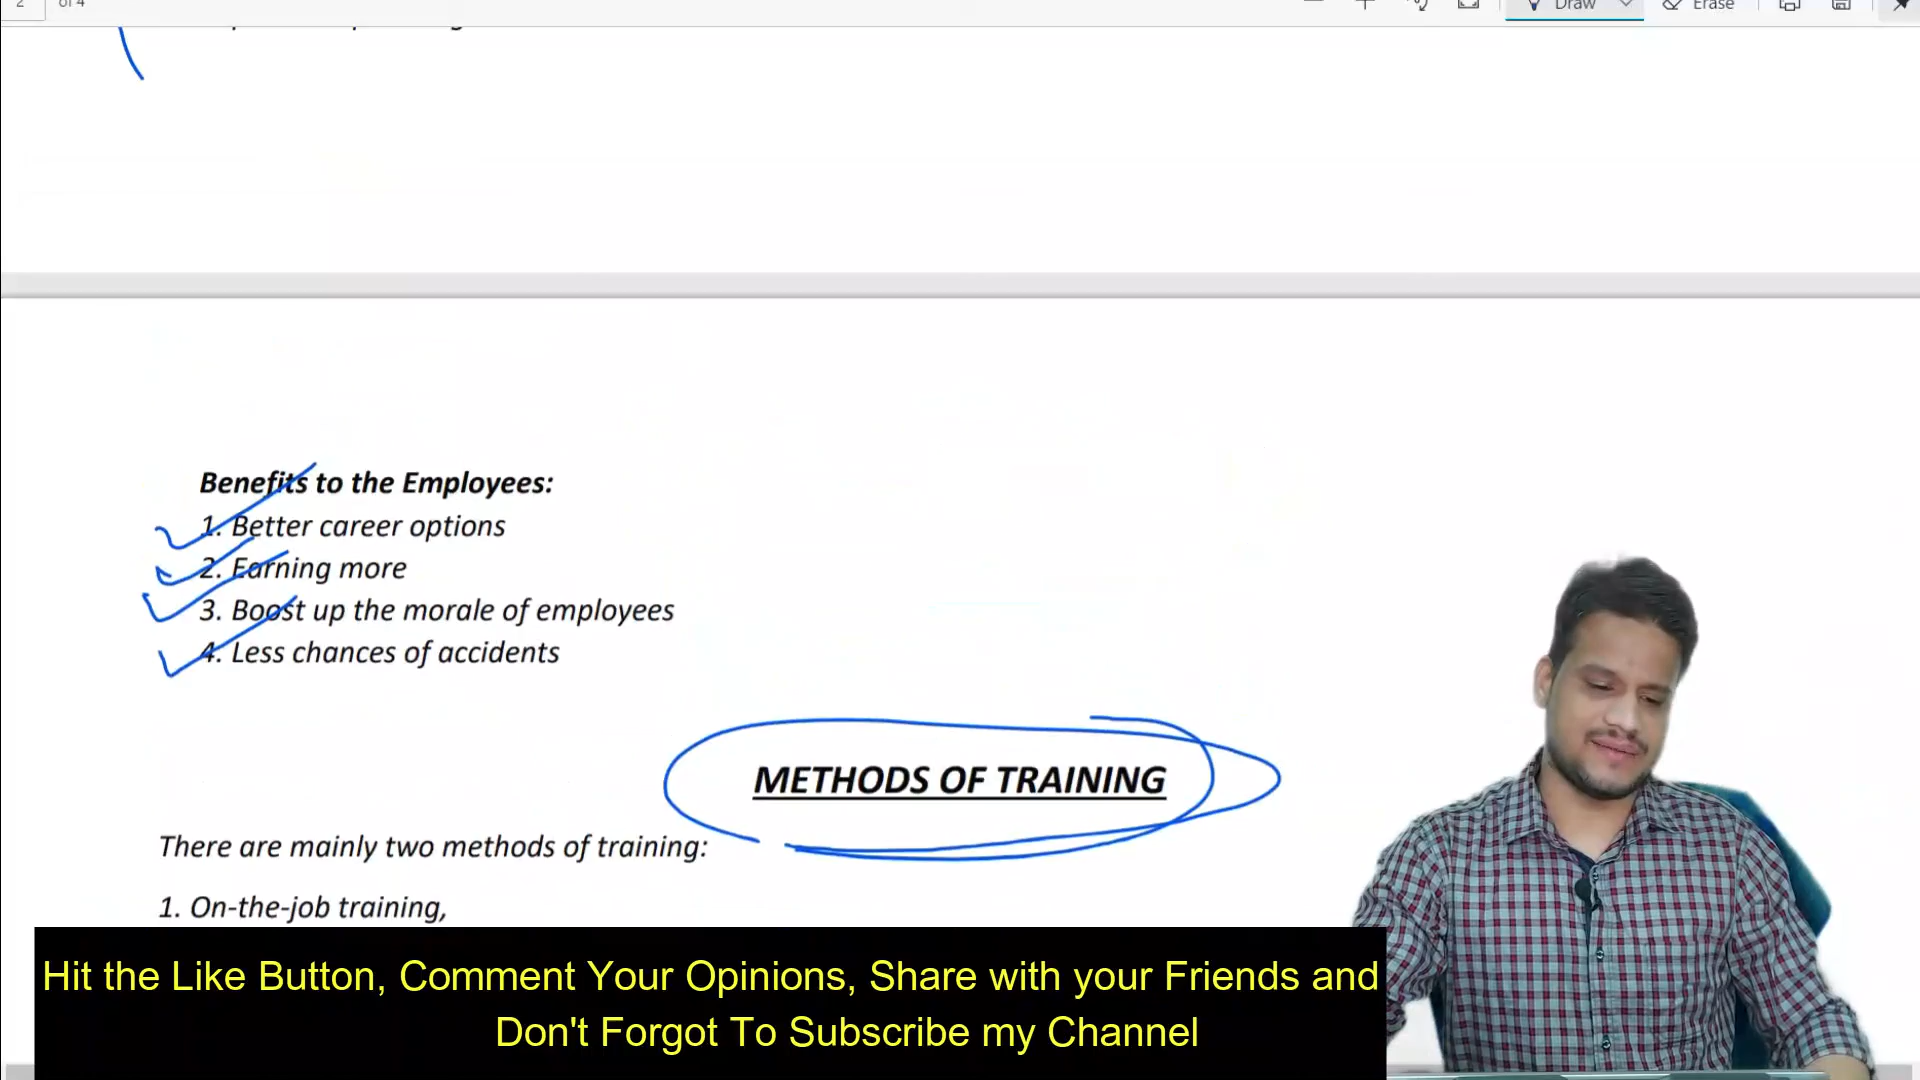 2 of 4
Draw
Erase
Benefits to the Employees:
1. Better career options
2. Earning more
3. Boost up the morale of employees
4. Less chances of accidents
METHODS OF TRAINING
There are mainly two methods of training:
1. On-the-job training,
Hit the Like Button, Comment Your Opinions, Share with your Friends and
Don't Forgot To Subscribe my Channel